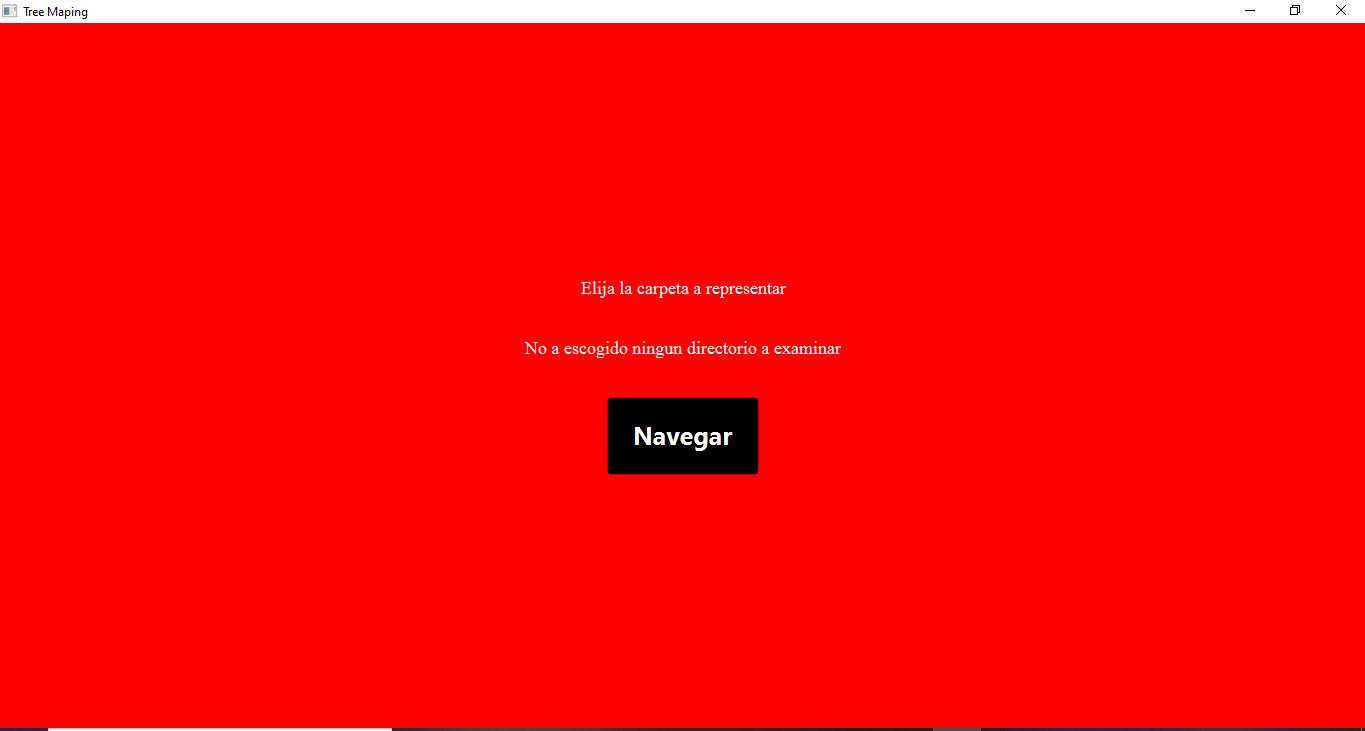 Tree Maping
Elija la carpeta a representar
No a escogido ningun directorio a examinar
Navegar